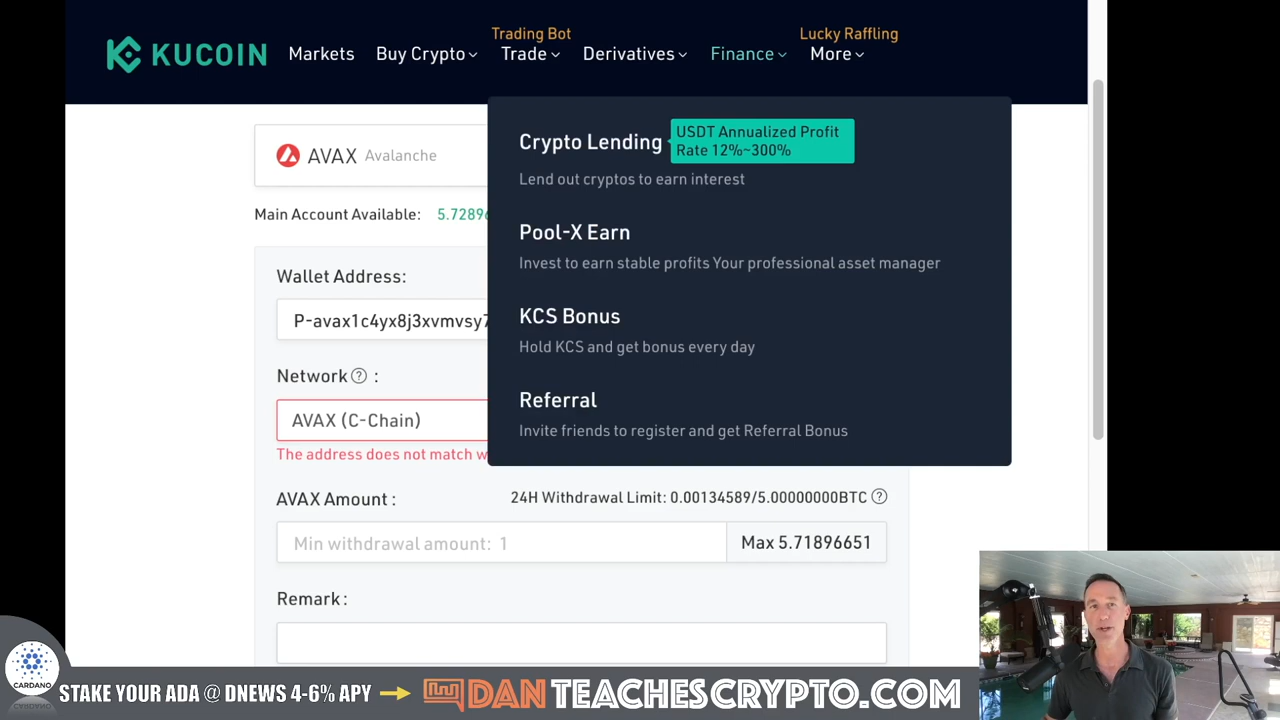 Trading Bot
Lucky Raffling
KUCOIN
Markets
Buy Crypto
Trade
Derivatives
Finance
More
AVAX Avalanche
Crypto Lending
USDT Annualized Profit
Rate 12%~300%
Lend out cryptos to earn interest
Main Account Available: 5.7289
Pool-X Earn
Invest to earn stable profits Your professional asset manager
Wallet Address:
P-avax1c4yx8j3xvmvsy7
KCS Bonus
Hold KCS and get bonus every day
Network ? :
AVAX (C-Chain)
The address does not match
Referral
Invite friends to register and get Referral Bonus
AVAX Amount :
24H Withdrawal Limit: 0.00134589/5.00000000BTC ?
Min withdrawal amount: 1
Max 5.71896651
Remark :
CARDANO
STAKE YOUR ADA @ DNEWS 4-6% APY
DANTEACHESCRYPTO.COM